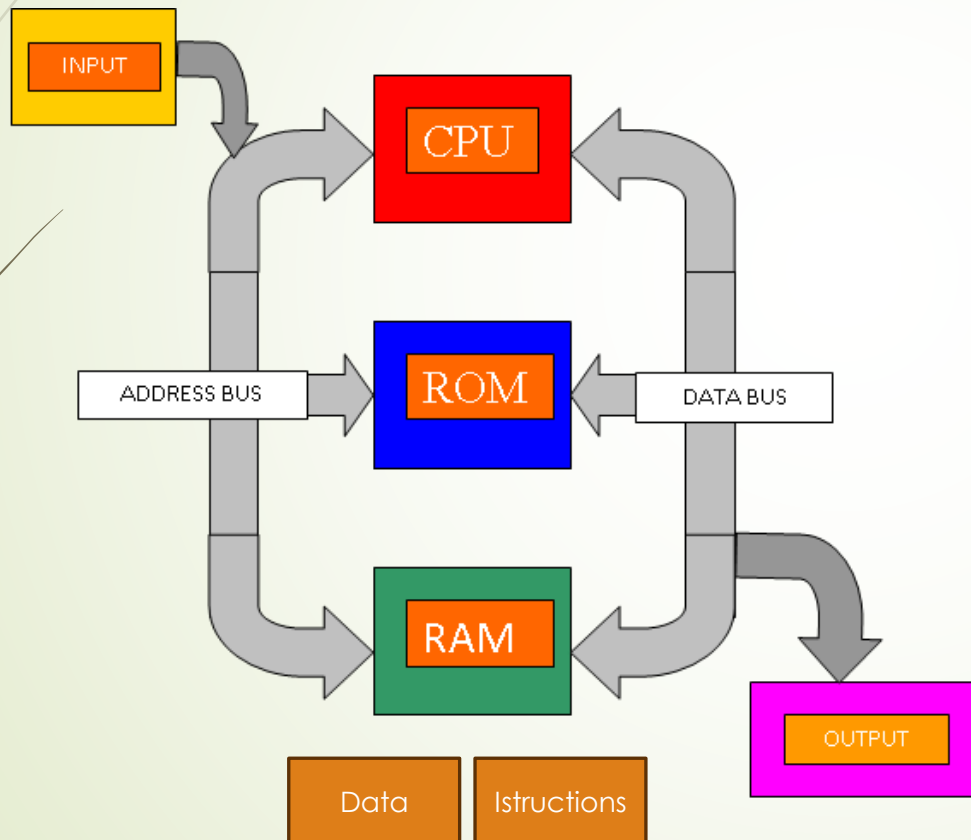 INPUT
CPU
ROM
ADDRESS BUS
DATA BUS
RAM
OUTPUT
Data
Istructions